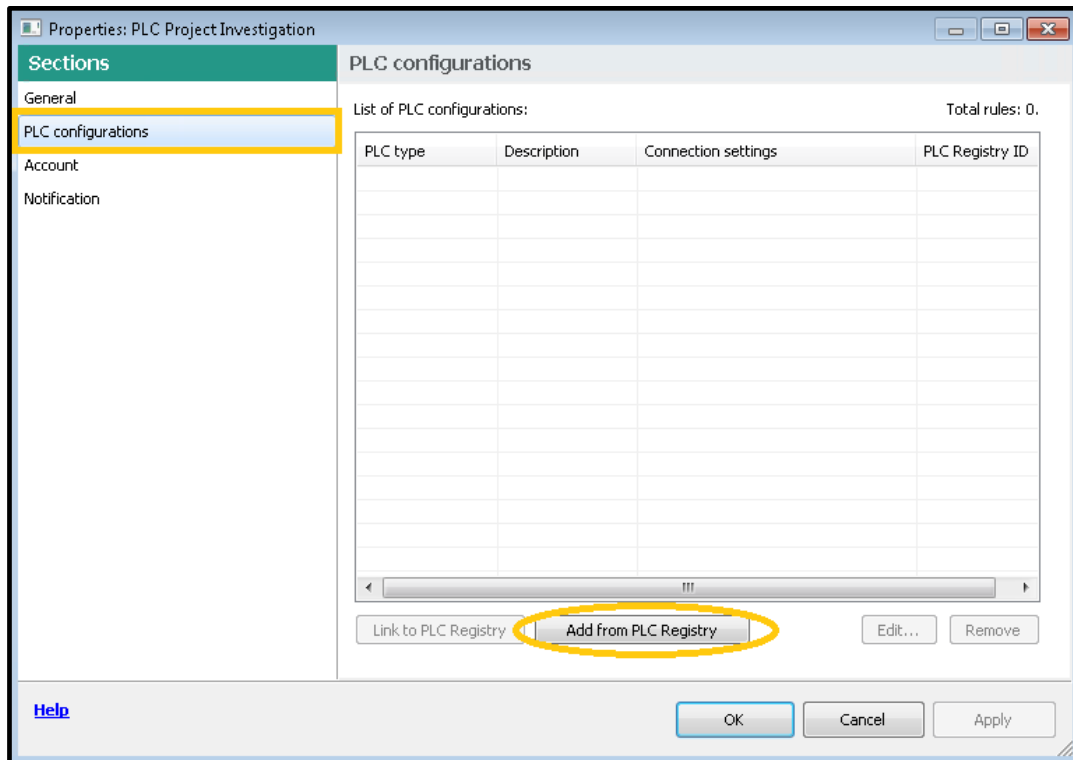 Properties: PLC Project Investigation
Sections
General
PLC configurations
Account
Notification
PLC configurations
List of PLC configurations: Total rules: 0.
PLC type Description Connection settings PLC Registry ID
Link to PLC Registry Add from PLC Registry Edit... Remove
Help OK Cancel Apply